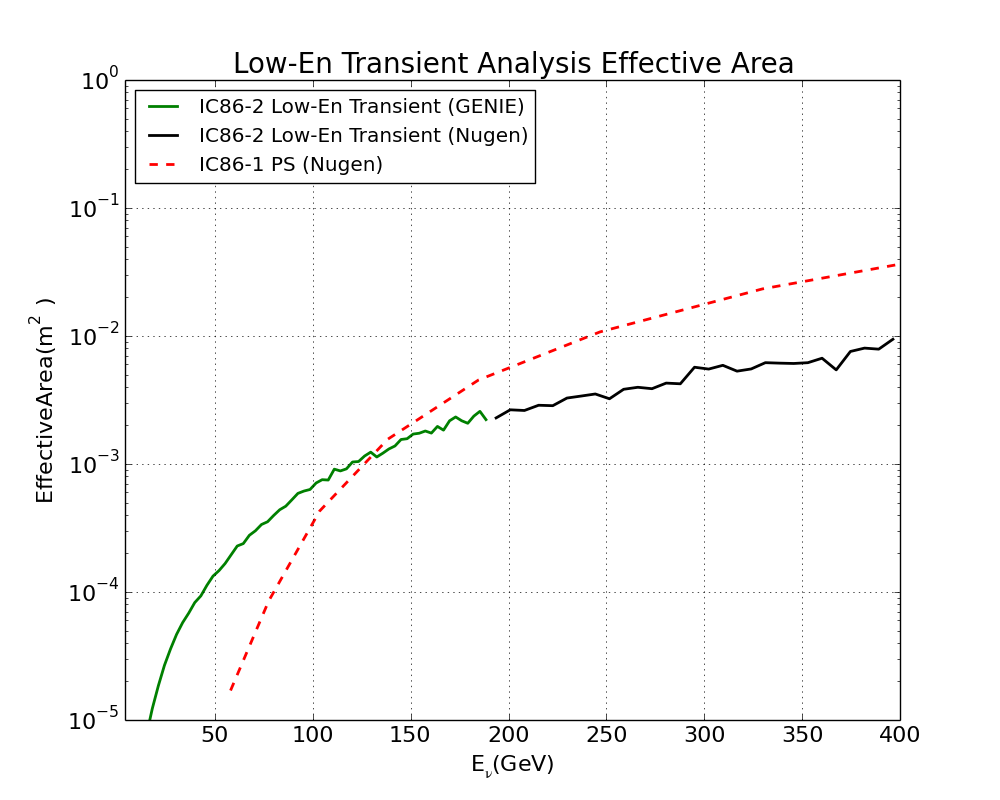 Low-En Transient Analysis Effective Area
IC86-2 Low-En Transient (GENIE)
IC86-2 Low-En Transient (Nugen)
IC86-1 PS (Nugen)
10^0
10^-1
10^-2
10^-3
10^-4
10^-5
EffectiveArea(m^2 )
50 100 150 200 250 300 350 400
E_ν(GeV)